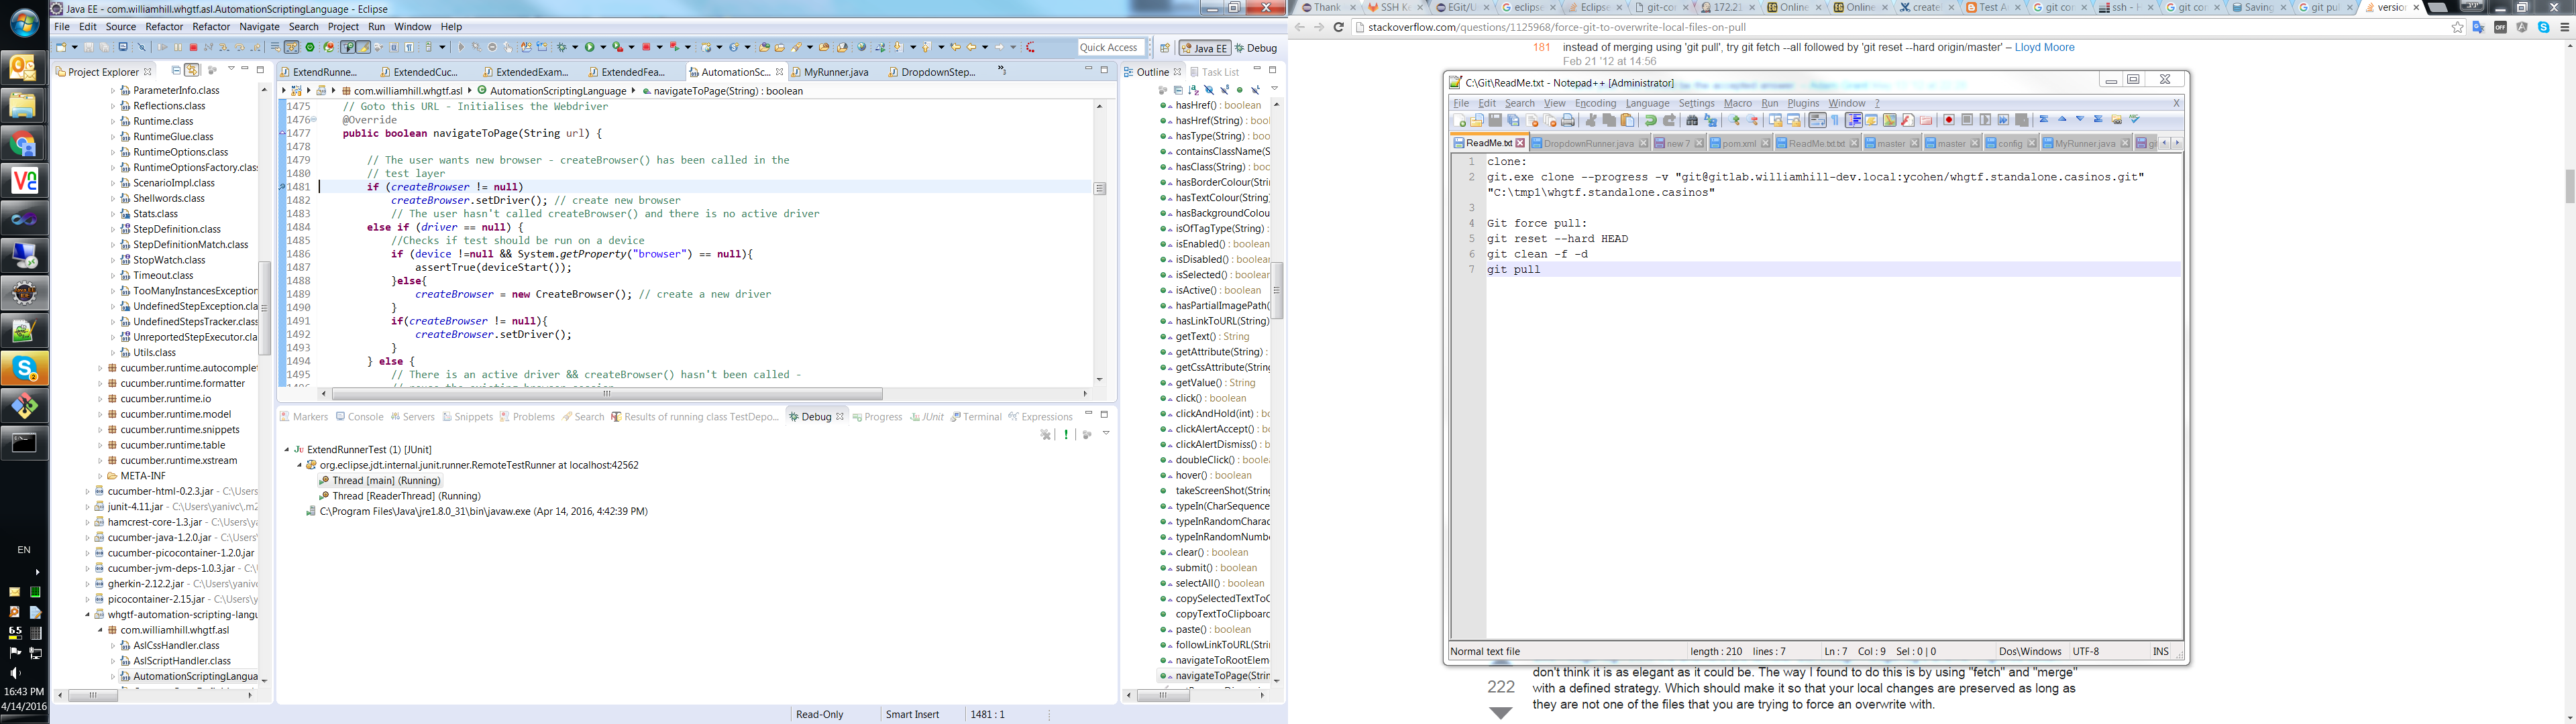 Java EE - com.williamhill.whgtf.asl.AutomationScriptingLanguage - Eclipse
File Edit Source Refactor Refactor Navigate Search Project Run Window Help
Quick Access
Java EE
Debug
Project Explorer
ParameterInfo.class
Reflections.class
Runtime.class
RuntimeGlue.class
RuntimeOptions.class
RuntimeOptionsFactory.class
ScenarioImpl.class
Shellwords.class
Stats.class
StepDefinition.class
StepDefinitionMatch.class
StopWatch.class
Timeout.class
TooManyInstancesException
UndefinedStepException.cla
UndefinedStepsTracker.class
UnreportedStepExecutor.cla
Utils.class
cucumber.runtime.autocomplet
cucumber.runtime.formatter
cucumber.runtime.io
cucumber.runtime.model
cucumber.runtime.snippets
cucumber.runtime.table
cucumber.runtime.xstream
META-INF
cucumber-html-0.2.3.jar - C:\Users
junit-4.11.jar - C:\Users\yanivc\.m2
hamcrest-core-1.3.jar - C:\Users\ya
cucumber-java-1.2.0.jar - C:\Users
cucumber-picocontainer-1.2.0.jar
cucumber-jvm-deps-1.0.3.jar - C:\
gherkin-2.12.2.jar - C:\Users\yanivc
picocontainer-2.15.jar - C:\Users\y
whgtf-automation-scripting-langu
com.williamhill.whgtf.asl
AslCssHandler.class
AslScriptHandler.class
AutomationScriptingLangua
EN
16:43 PM
4/14/2016
ExtendRunne... ExtendedCuc... ExtendedExam... ExtendedFea... AutomationSc... MyRunner.java DropdownStep...
com.williamhill.whgtf.asl AutomationScriptingLanguage navigateToPage(String) : boolean
1475 // Goto this URL - Initialises the Webdriver
1476 @Override
1477 public boolean navigateToPage(String url) {
1478
1479 // The user wants new browser - createBrowser() has been called in the
1480 // test layer
1481 if (createBrowser != null)
1482 createBrowser.setDriver(); // create new browser
1483 // The user hasn't called createBrowser() and there is no active driver
1484 else if (driver == null) {
1485 //Checks if test should be run on a device
1486 if (device !=null && System.getProperty("browser") == null){
1487 assertTrue(deviceStart());
1488 }else{
1489 createBrowser = new CreateBrowser(); // create a new driver
1490 }
1491 if(createBrowser != null){
1492 createBrowser.setDriver();
1493 }
1494 } else {
1495 // There is an active driver && createBrowser() hasn't been called -
Markers Console Servers Snippets Problems Search Results of running class TestDepo... Debug Progress JUnit Terminal Expressions
ExtendRunnerTest (1) [JUnit]
org.eclipse.jdt.internal.junit.runner.RemoteTestRunner at localhost:42562
Thread [main] (Running)
Thread [ReaderThread] (Running)
C:\Program Files\Java\jre1.8.0_31\bin\javaw.exe (Apr 14, 2016, 4:42:39 PM)
Read-Only Smart Insert 1481 : 1
Outline Task List
hasHref() : boolean
hasHref(String) : boolean
hasType(String) : boolean
containsClassName(S
hasClass(String) : boo
hasBorderColour(Stri
hasTextColour(String
hasBackgroundColou
isOfTagType(String) :
isEnabled() : boolean
isDisabled() : boolean
isSelected() : boolean
isActive() : boolean
hasPartialImagePath(
hasLinkToURL(String)
getText() : String
getAttribute(String) :
getCssAttribute(String
getValue() : String
click() : boolean
clickAndHold(int) : bo
clickAlertAccept() : b
clickAlertDismiss() : b
doubleClick() : boole
hover() : boolean
takeScreenShot(String
typeIn(CharSequence
typeInRandomCharac
typeInRandomNumbe
clear() : boolean
submit() : boolean
selectAll() : boolean
copySelectedTextToC
copyTextToClipboard
paste() : boolean
followLinkToURL(Strin
navigateToRootElem
navigateToPage(Strin
Thank SSH Ke EGit/U eclipse Eclipse git-cor 172.21 Online Online create Test A git cor ssh - H git cor Saving git pul version
stackoverflow.com/questions/1125968/force-git-to-overwrite-local-files-on-pull
181 instead of merging using 'git pull', try git fetch --all followed by 'git reset --hard origin/master' – Lloyd Moore
Feb 21 '12 at 14:56
C:\Git\ReadMe.txt - Notepad++ [Administrator]
File Edit Search View Encoding Language Settings Macro Run Plugins Window ? X
ReadMe.txt DropdownRunner.java new 7 pom.xml ReadMe.txt.txt master master config MyRunner.java
1 clone:
2 git.exe clone --progress -v "git@gitlab.williamhill-dev.local:ycohen/whgtf.standalone.casinos.git"
"C:\tmp1\whgtf.standalone.casinos"
3
4 Git force pull:
5 git reset --hard HEAD
6 git clean -f -d
7 git pull
Normal text file length : 210 lines : 7 Ln : 7 Col : 9 Sel : 0 | 0 Dos\Windows UTF-8 INS
don't think it is as elegant as it could be. The way I found to do this is by using "fetch" and "merge"
222 with a defined strategy. Which should make it so that your local changes are preserved as long as
they are not one of the files that you are trying to force an overwrite with.